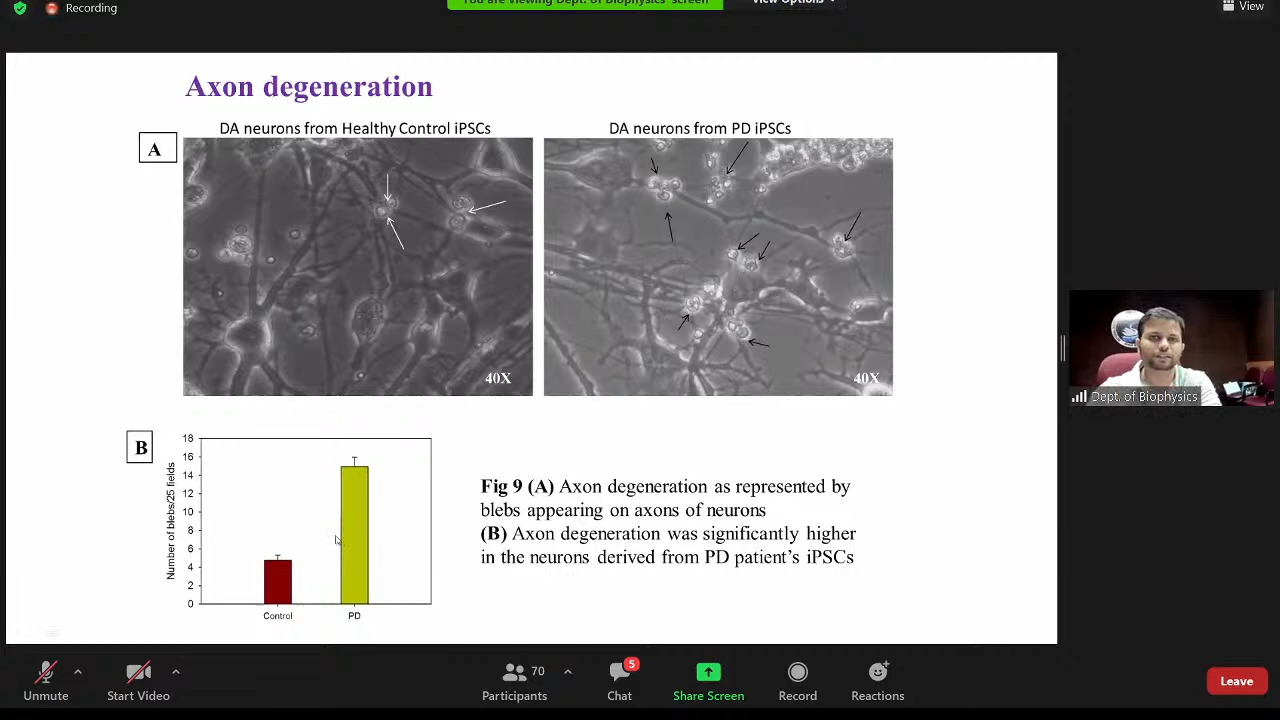 Recording
You are viewing Dept. of Biophysics' screen
View Options
View
Axon degeneration
DA neurons from Healthy Control iPSCs
DA neurons from PD iPSCs
A
40X
40X
B
18
16
14
12
10
8
6
4
2
0
Number of blebs/25 fields
Control
PD
Fig 9 (A) Axon degeneration as represented by
blebs appearing on axons of neurons
(B) Axon degeneration was significantly higher
in the neurons derived from PD patient's iPSCs
Dept. of Biophysics
Unmute
Start Video
70
Participants
5
Chat
Share Screen
Record
Reactions
Leave